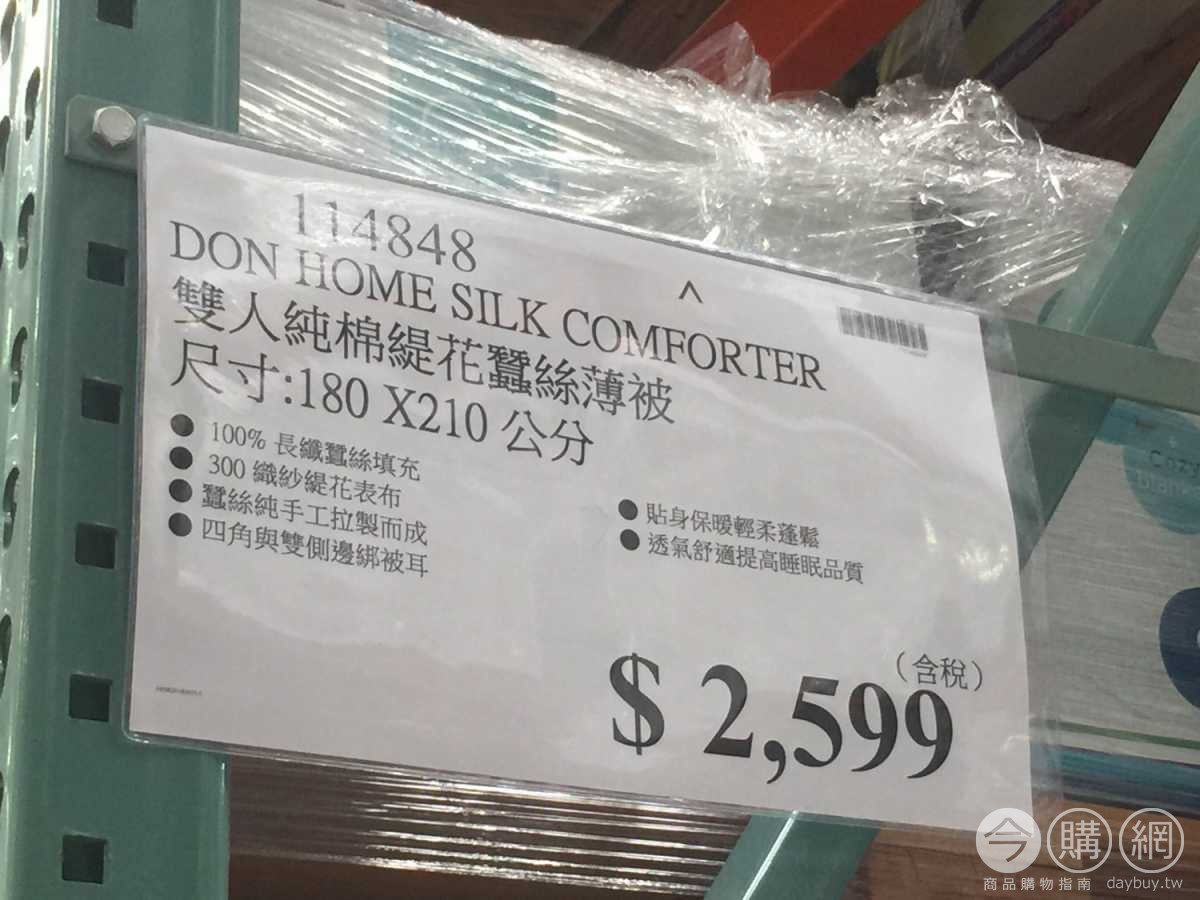 114848
DON HOME SILK COMFORTER
雙人純棉緹花蠶絲薄被
尺寸:180 X210 公分
● 100% 長纖蠶絲填充
● 300 織紗緹花表布
● 蠶絲純手工拉製而成
● 四角與雙側邊綁被耳
● 貼身保暖輕柔蓬鬆
● 透氣舒適提高睡眠品質
(含稅)
$ 2,599
今購網
商品購物指南 daybuy.tw